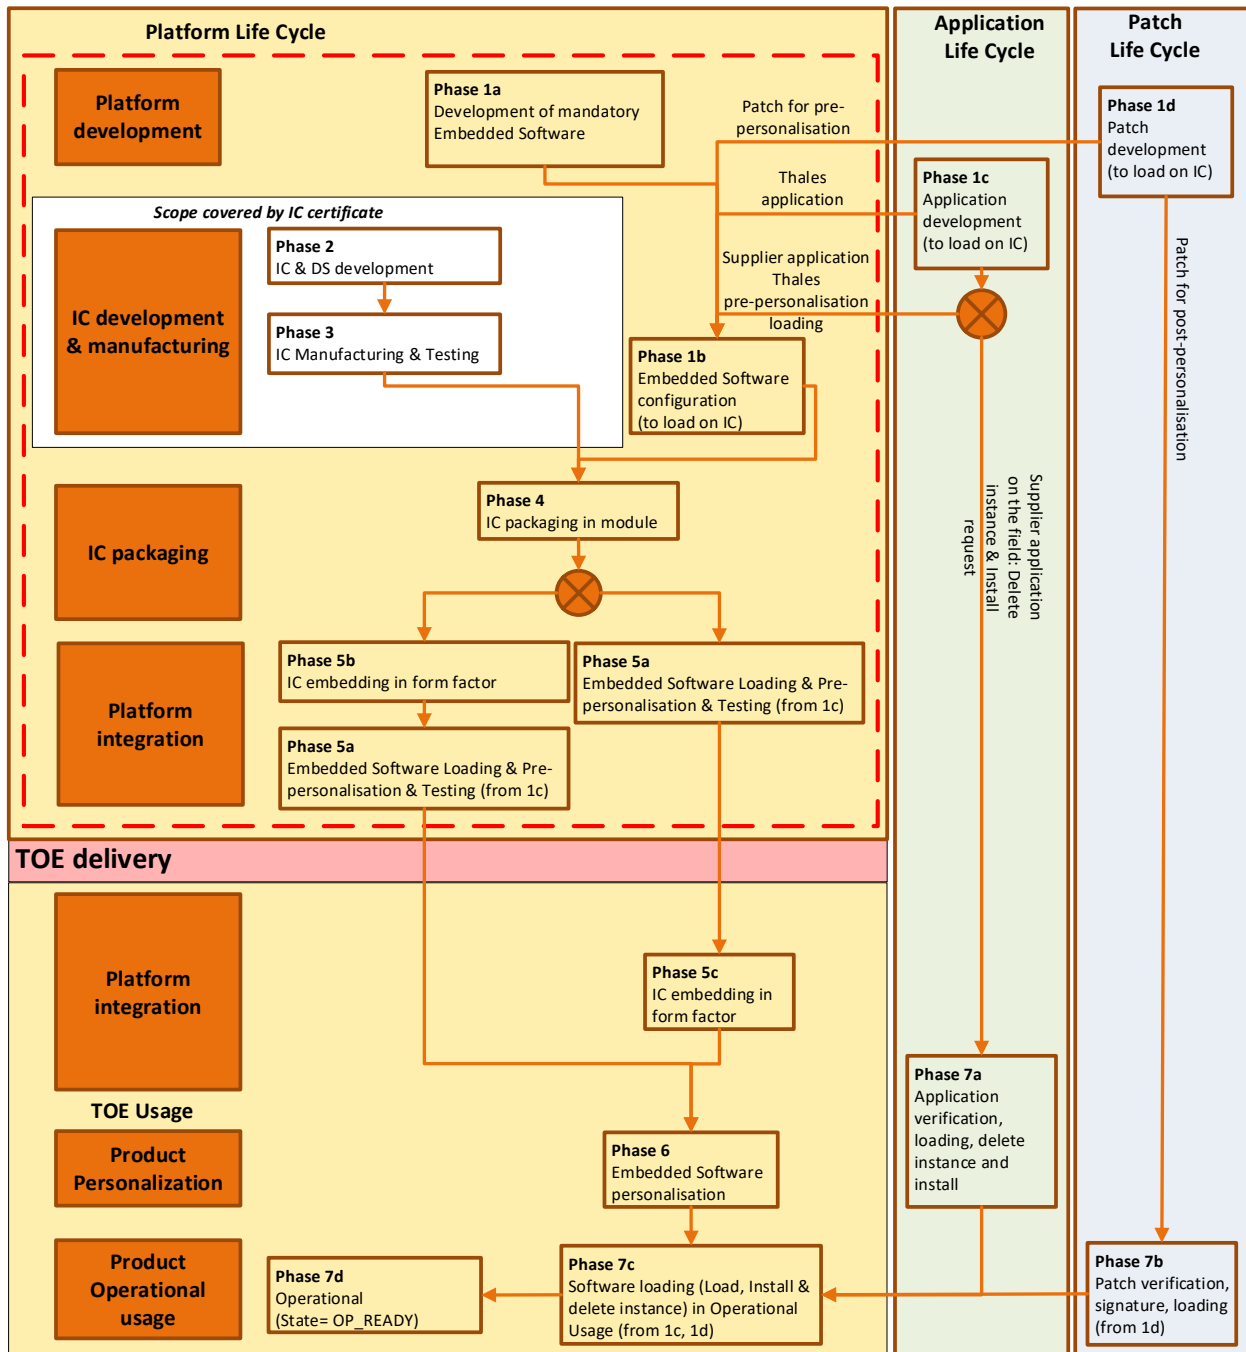 Platform Life Cycle
Application
Life Cycle
Patch
Life Cycle
Platform
development
Phase 1a
Development of mandatory
Embedded Software
Patch for pre-
personalisation
Phase 1d
Patch
development
(to load on IC)
Thales
application
Phase 1c
Application
development
(to load on IC)
Scope covered by IC certificate
IC development
& manufacturing
Phase 2
IC & DS development
Phase 3
IC Manufacturing & Testing
Supplier application
Thales
pre-personalisation
loading
Phase 1b
Embedded Software
configuration
(to load on IC)
Patch for post-personalisation
Supplier application
on the field: Delete
instance & Install
request
IC packaging
Phase 4
IC packaging in module
Platform
integration
Phase 5b
IC embedding in form factor
Phase 5a
Embedded Software Loading & Pre-
personalisation & Testing (from 1c)
Phase 5a
Embedded Software Loading & Pre-
personalisation & Testing (from 1c)
TOE delivery
Platform
integration
Phase 5c
IC embedding in
form factor
TOE Usage
Product
Personalization
Phase 6
Embedded Software
personalisation
Phase 7a
Application
verification,
loading, delete
instance and
install
Product
Operational
usage
Phase 7d
Operational
(State= OP_READY)
Phase 7c
Software loading (Load, Install &
delete instance) in Operational
Usage (from 1c, 1d)
Phase 7b
Patch verification,
signature, loading
(from 1d)